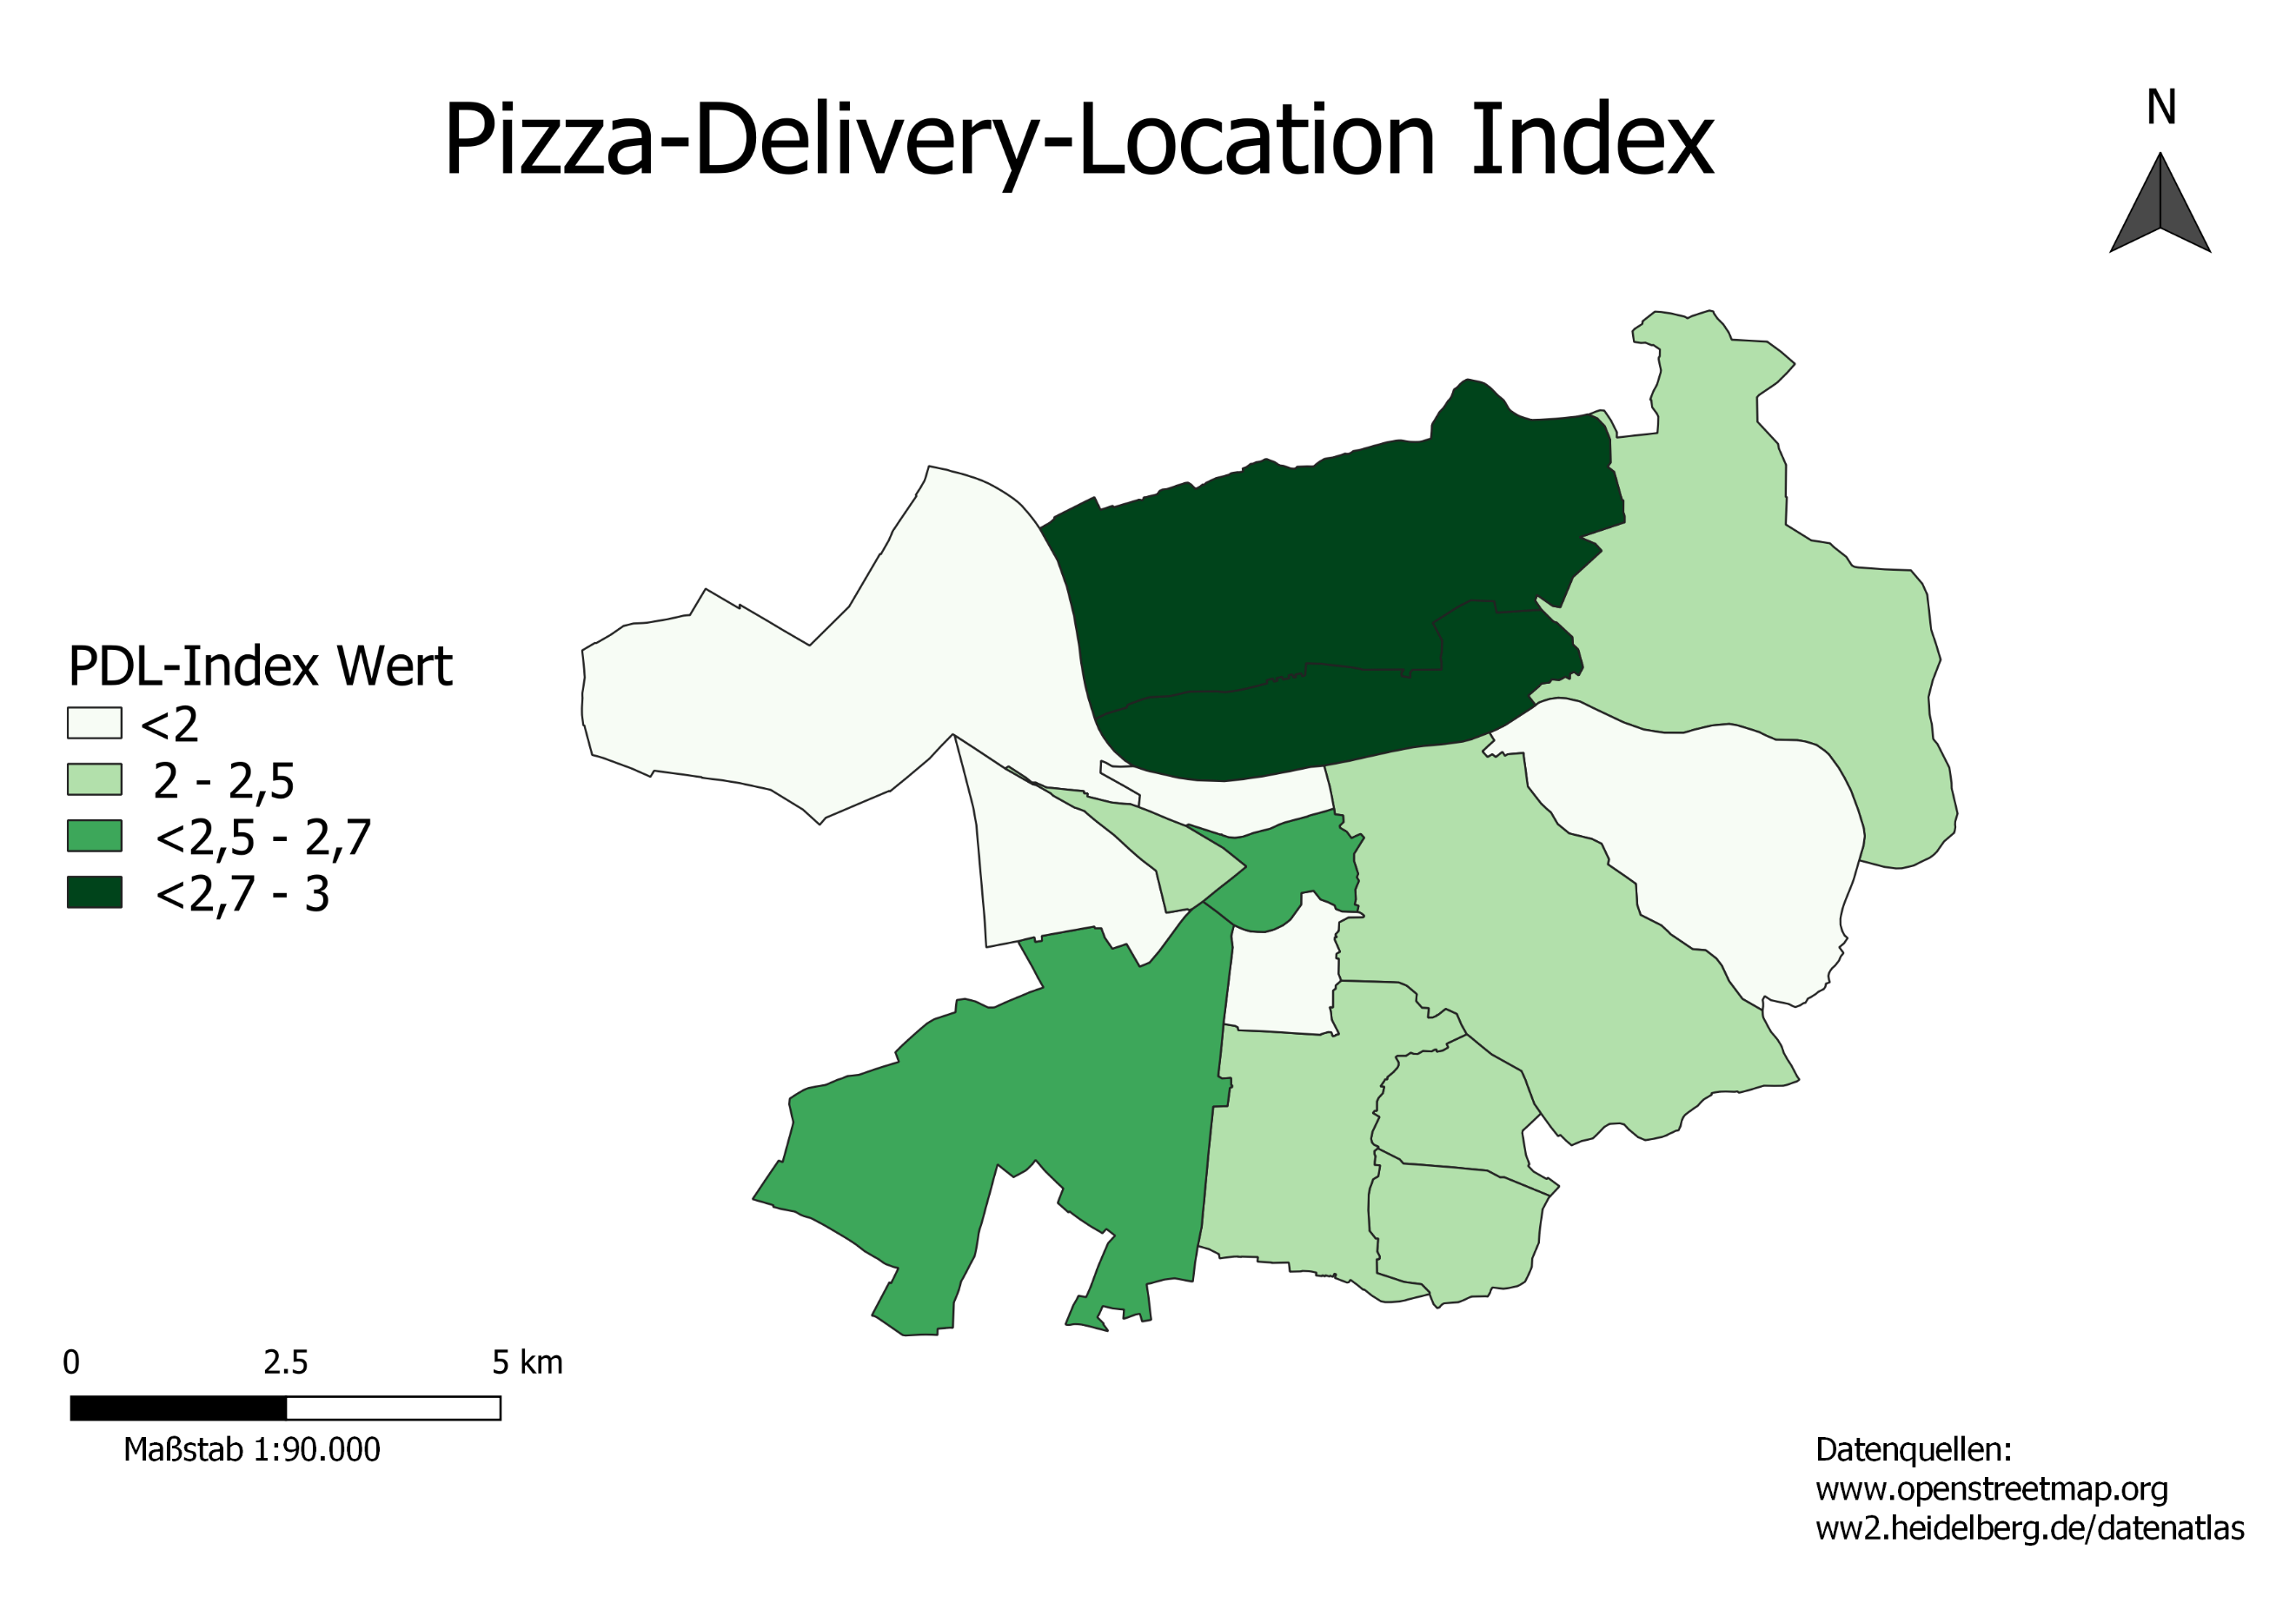 Pizza-Delivery-Location Index
N
PDL-Index Wert
<2
2 - 2,5
<2,5 - 2,7
<2,7 - 3
0 2.5 5 km
Maßstab 1:90.000
Datenquellen:
www.openstreetmap.org
ww2.heidelberg.de/datenatlas